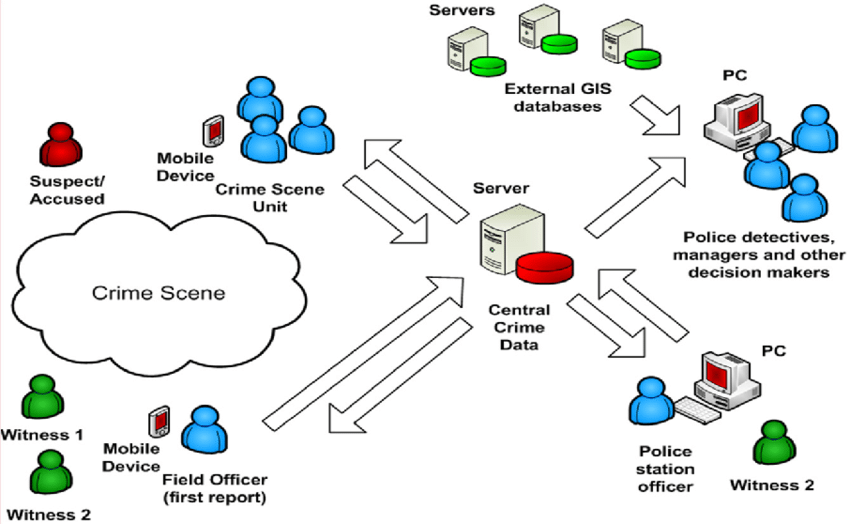 Servers
External GIS
databases
PC
Mobile
Device
Crime Scene
Unit
Suspect/
Accused
Server
Police detectives,
managers and other
decision makers
Crime Scene
Central
Crime
Data
PC
Witness 1
Mobile
Device
Field Officer
(first report)
Witness 2
Police
station
officer
Witness 2